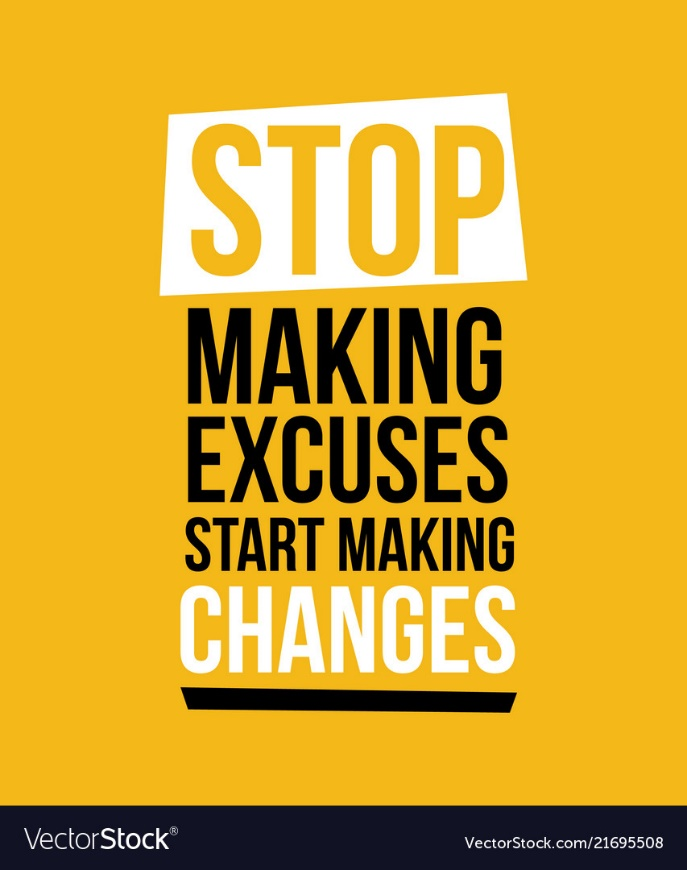 STOP
MAKING
EXCUSES
START MAKING
CHANGES
VectorStock®
VectorStock.com/21695508